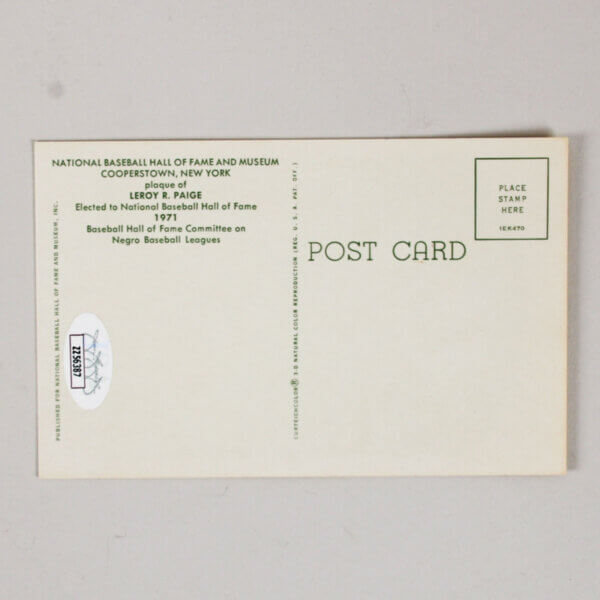 NATIONAL BASEBALL HALL OF FAME AND MUSEUM
COOPERSTOWN, NEW YORK
plaque of
LEROY R. PAIGE
Elected to National Baseball Hall of Fame
1971
Baseball Hall of Fame Committee on
Negro Baseball Leagues
PUBLISHED FOR NATIONAL BASEBALL HALL OF FAME AND MUSEUM, INC.
ZZ56387
CURTEICHCOLOR® 3-D NATURAL COLOR REPRODUCTION (REG. U. S. A. PAT. OFF.)
POST CARD
PLACE
STAMP
HERE
1EK470